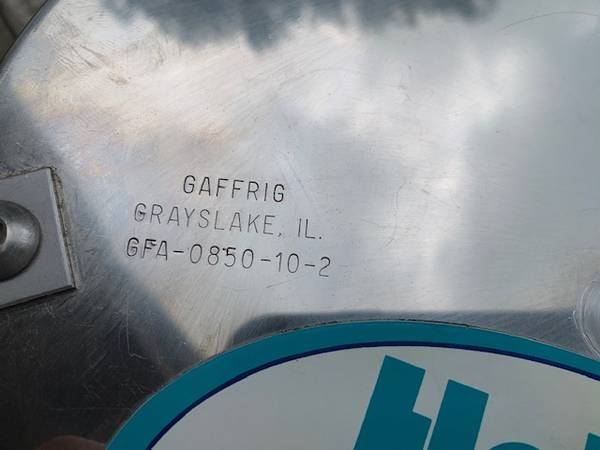 GAFFRIG
GRAYSLAKE, IL.
GFA-0850-10-2